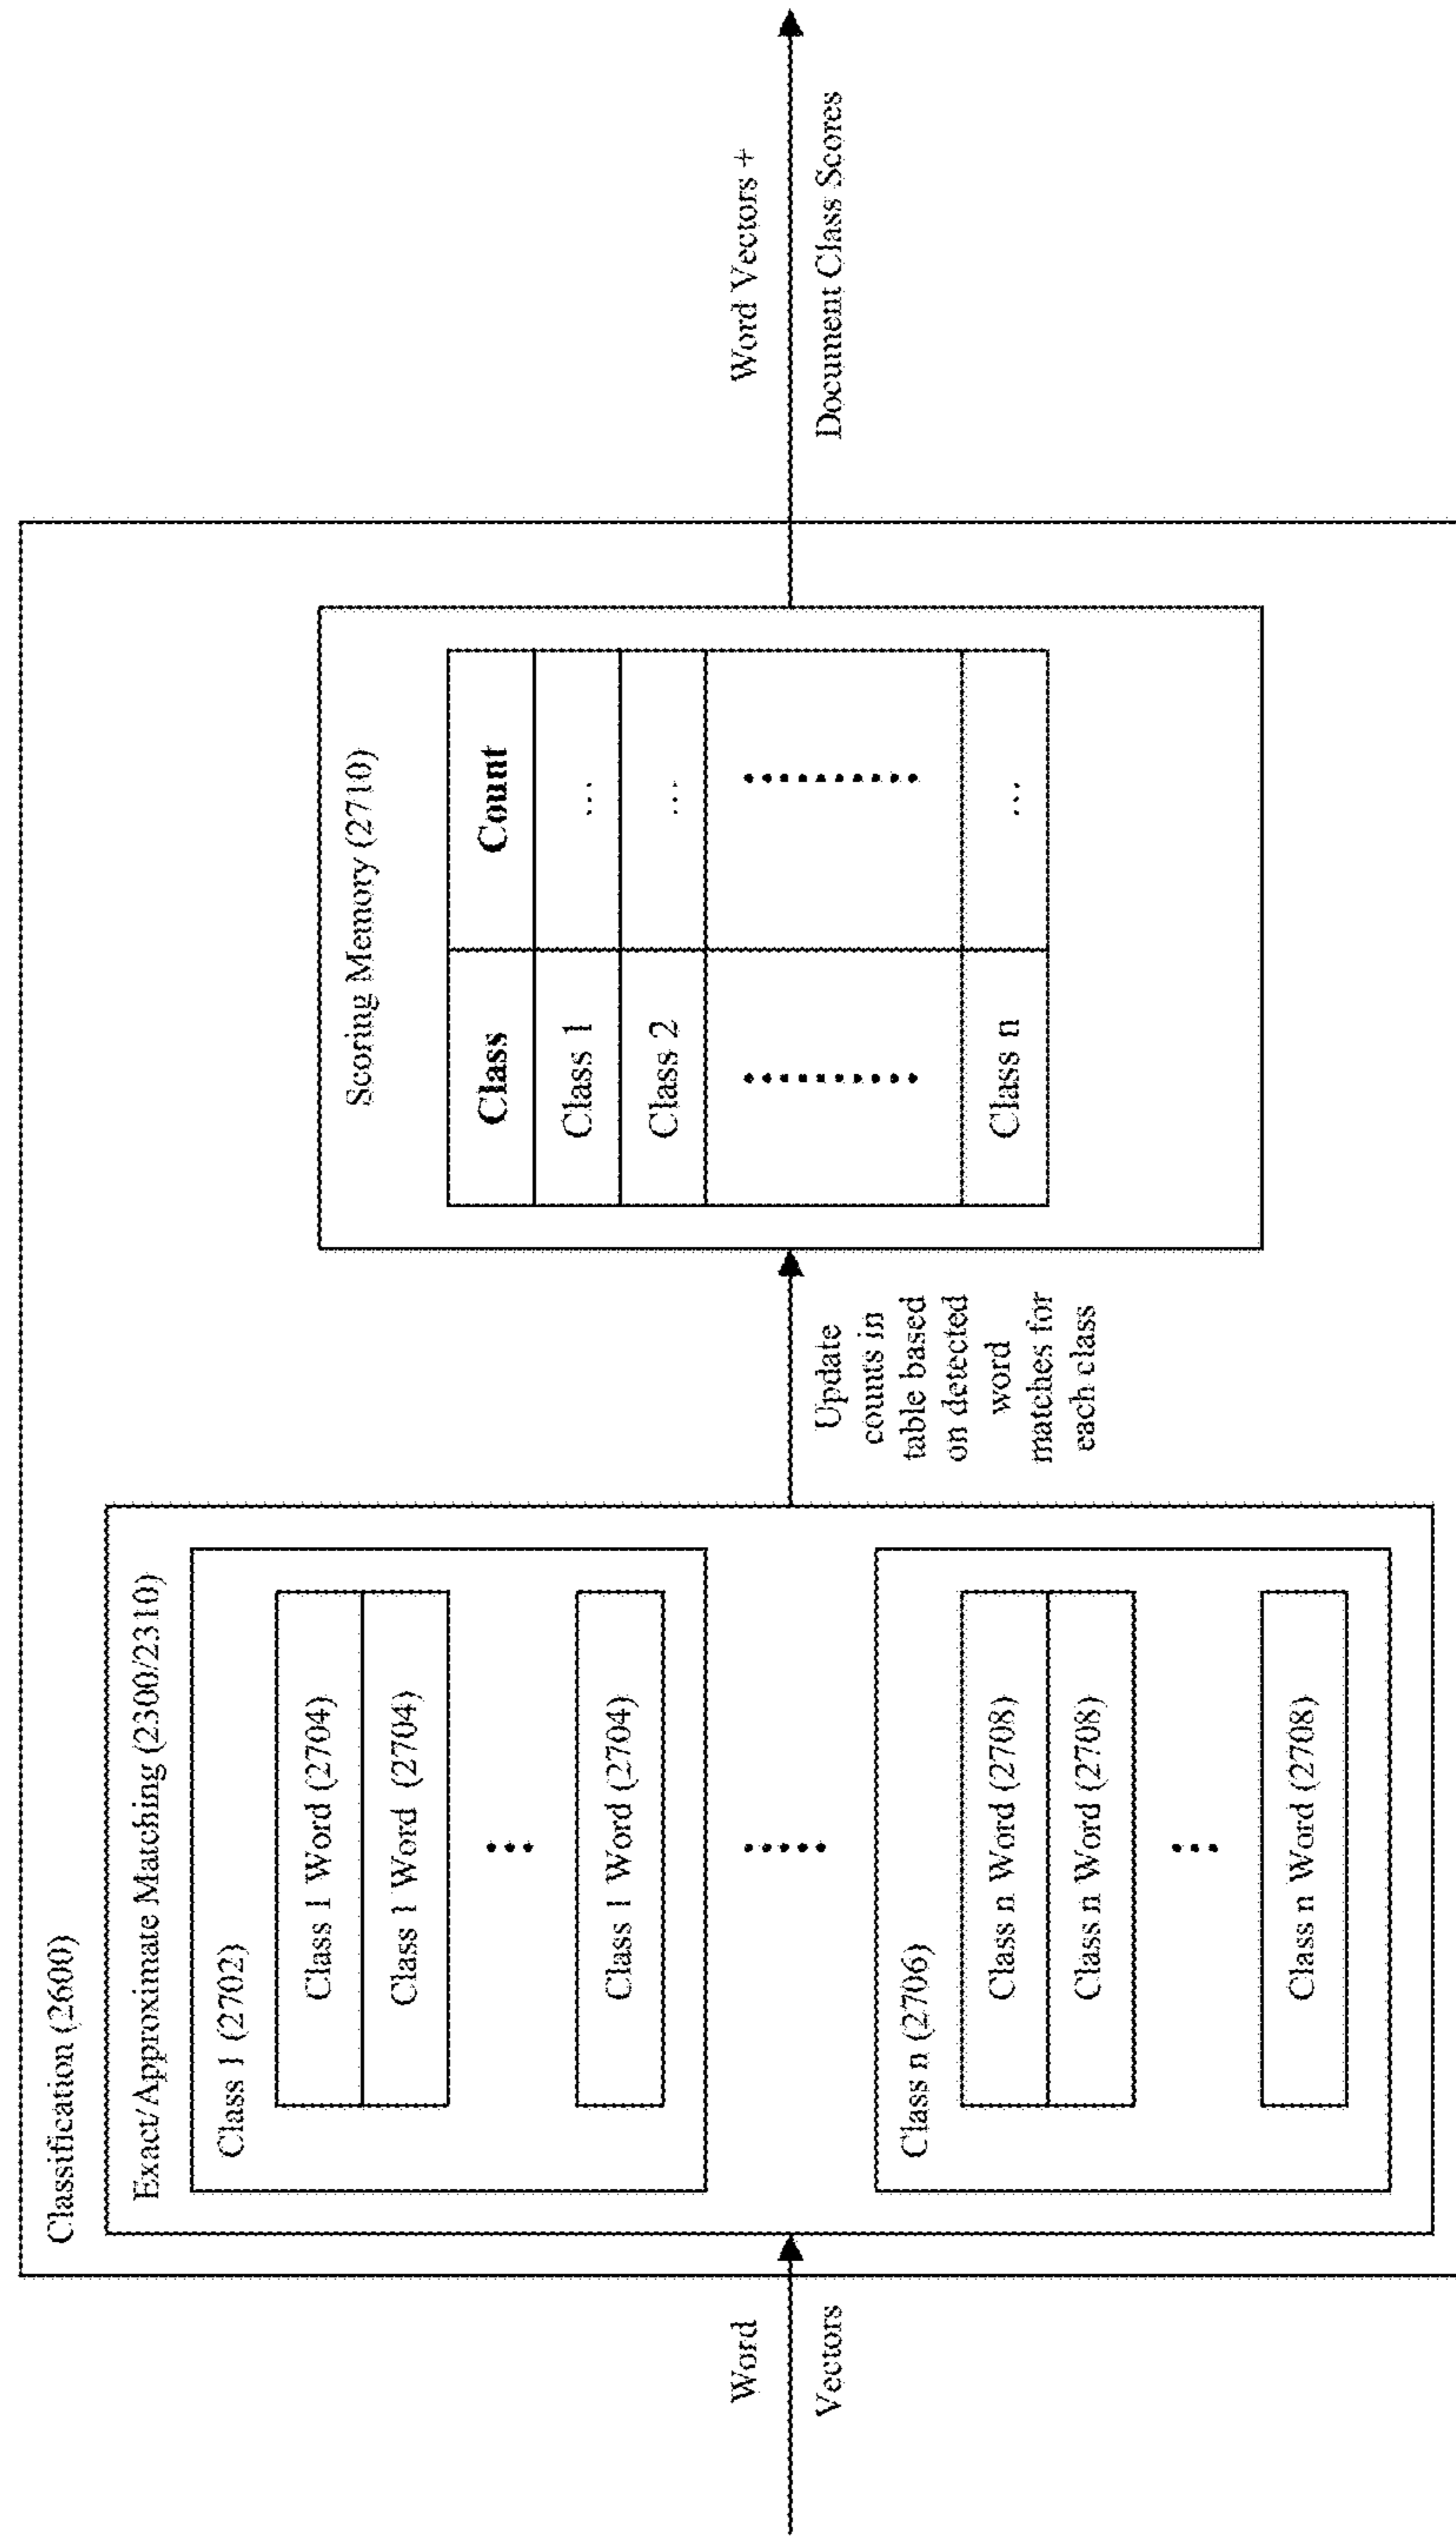 Word
Vectors
Classification (2600)
Exact/Approximate Matching (2300/2310)
Class 1 (2702)
Class 1 Word (2704)
Class 1 Word (2704)
...
Class 1 Word (2704)
.....
Class n (2706)
Class n Word (2708)
Class n Word (2708)
...
Class n Word (2708)
Update
counts in
table based
on detected
word
matches for
each class
Scoring Memory (2710)
Class Count
Class 1 ...
Class 2 ...
.......... ..........
Class n ...
Word Vectors +
Document Class Scores